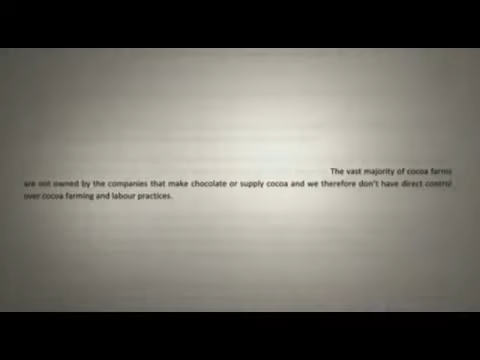 The vast majority of cocoa farms
are not owned by the companies that make chocolate or supply cocoa and we therefore don't have direct control
over cocoa farming and labour practices.